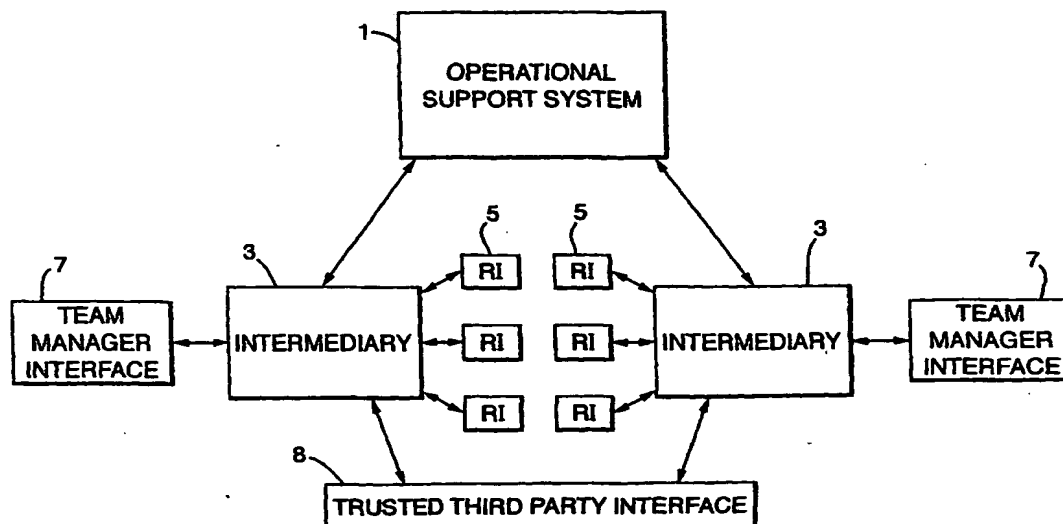 1
OPERATIONAL
SUPPORT SYSTEM
5
5
3
3
7
7
RI
RI
TEAM
MANAGER
INTERFACE
INTERMEDIARY
RI
RI
INTERMEDIARY
TEAM
MANAGER
INTERFACE
RI
RI
8
TRUSTED THIRD PARTY INTERFACE